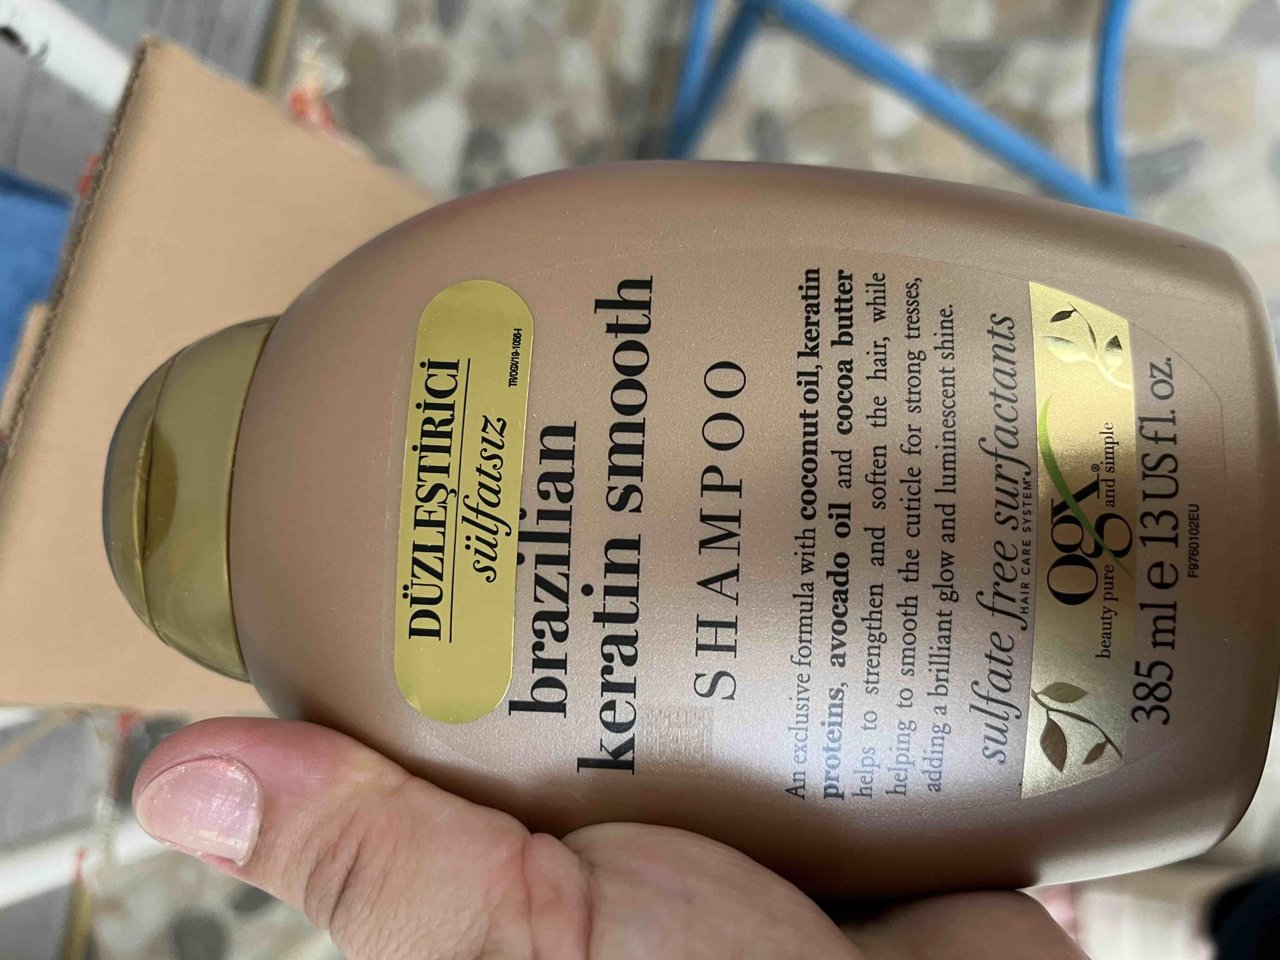 DÜZLEŞTİRİCİ
sülfatsız
TR/OGX/19-1056-I
brazilian
keratin smooth
SHAMPOO
An exclusive formula with coconut oil, keratin
proteins, avocado oil and cocoa butter
helps to strengthen and soften the hair, while
helping to smooth the cuticle for strong tresses,
adding a brilliant glow and luminescent shine.
sulfate free surfactants
HAIR CARE SYSTEM
ogx®
beauty pure and simple
385 ml e 13 US fl. oz.
F9760102EU